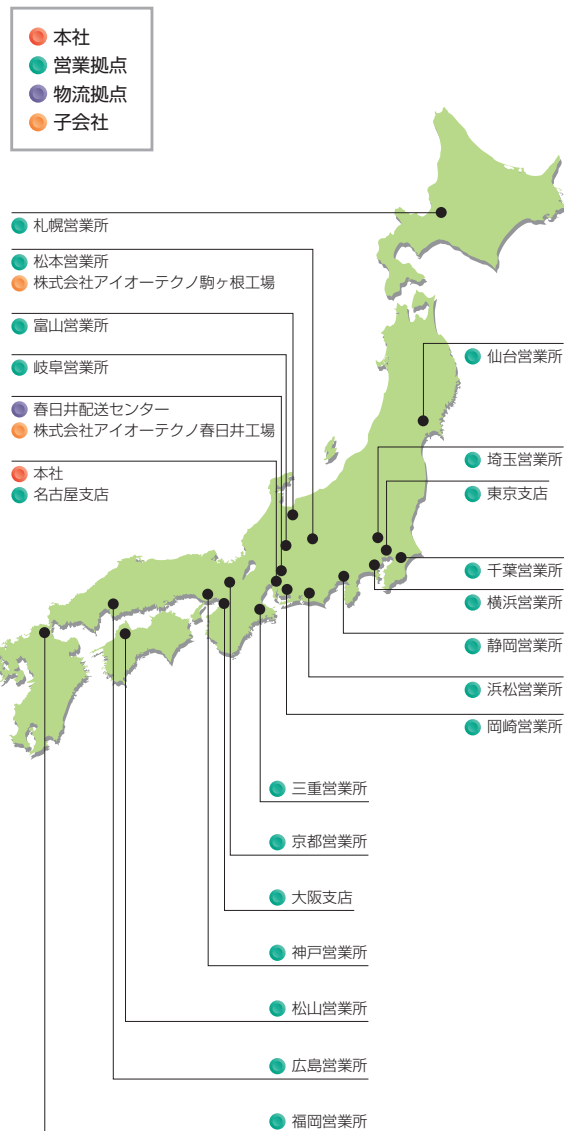 本社
営業拠点
物流拠点
子会社
札幌営業所
松本営業所
株式会社アイオーテクノ駒ヶ根工場
富山営業所
岐阜営業所
春日井配送センター
株式会社アイオーテクノ春日井工場
本社
名古屋支店
仙台営業所
埼玉営業所
東京支店
千葉営業所
横浜営業所
静岡営業所
浜松営業所
岡崎営業所
三重営業所
京都営業所
大阪支店
神戸営業所
松山営業所
広島営業所
福岡営業所